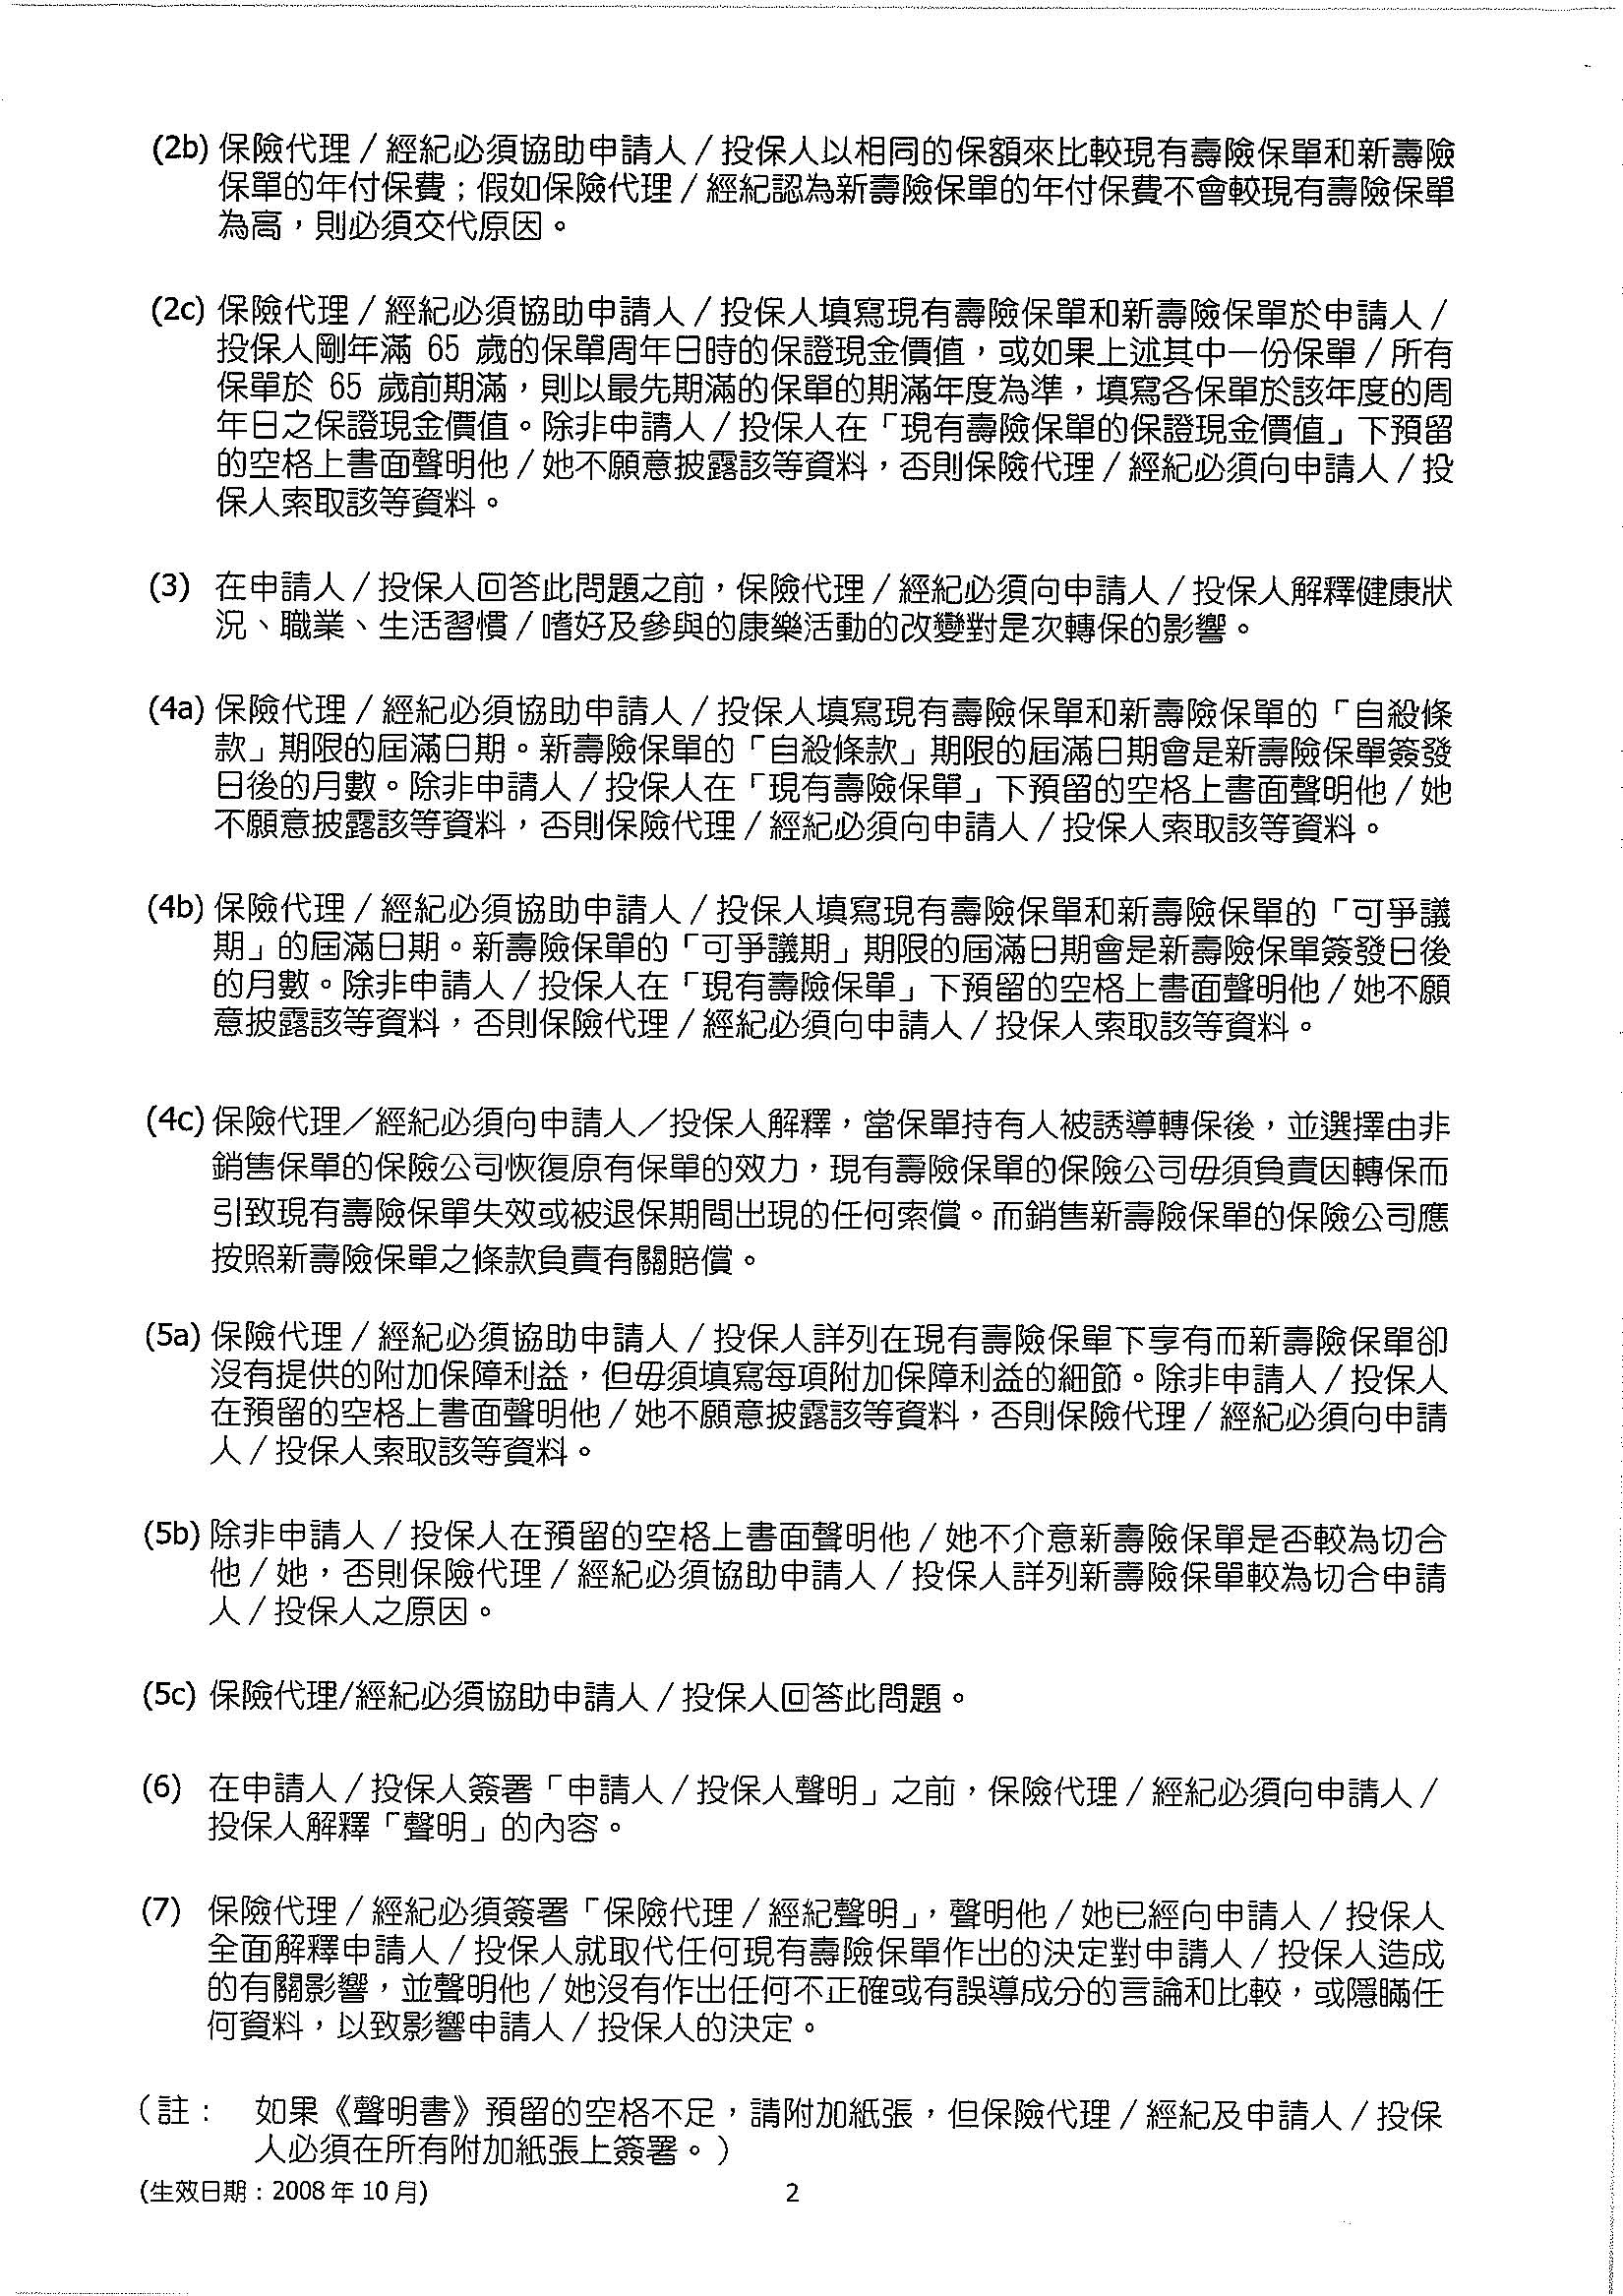 (2b) 保險代理／經紀必須協助申請人／投保人以相同的保額來比較現有壽險保單和新壽險
保單的年付保費；假如保險代理／經紀認為新壽險保單的年付保費不會較現有壽險保單
為高，則必須交代原因。
(2c) 保險代理／經紀必須協助申請人／投保人填寫現有壽險保單和新壽險保單於申請人／
投保人剛年滿 65 歲的保單周年日時的保證現金價值，或如果上述其中一份保單／所有
保單於 65 歲前期滿，則以最先期滿的保單的期滿年度為準，填寫各保單於該年度的周
年日之保證現金價值。除非申請人／投保人在「現有壽險保單的保證現金價值」下預留
的空格上書面聲明他／她不願意披露該等資料，否則保險代理／經紀必須向申請人／投
保人索取該等資料。
(3) 在申請人／投保人回答此問題之前，保險代理／經紀必須向申請人／投保人解釋健康狀
況、職業、生活習慣／嗜好及參與的康樂活動的改變對是次轉保的影響。
(4a) 保險代理／經紀必須協助申請人／投保人填寫現有壽險保單和新壽險保單的「自殺條
款」期限的屆滿日期。新壽險保單的「自殺條款」期限的屆滿日期會是新壽險保單簽發
日後的月數。除非申請人／投保人在「現有壽險保單」下預留的空格上書面聲明他／她
不願意披露該等資料，否則保險代理／經紀必須向申請人／投保人索取該等資料。
(4b) 保險代理／經紀必須協助申請人／投保人填寫現有壽險保單和新壽險保單的「可爭議
期」的屆滿日期。新壽險保單的「可爭議期」期限的屆滿日期會是新壽險保單簽發日後
的月數。除非申請人／投保人在「現有壽險保單」下預留的空格上書面聲明他／她不願
意披露該等資料，否則保險代理／經紀必須向申請人／投保人索取該等資料。
(4c) 保險代理／經紀必須向申請人／投保人解釋，當保單持有人被誘導轉保後，並選擇由非
銷售保單的保險公司恢復原有保單的效力，現有壽險保單的保險公司毋須負責因轉保而
引致現有壽險保單失效或被退保期間出現的任何索償。而銷售新壽險保單的保險公司應
按照新壽險保單之條款負責有關賠償。
(5a) 保險代理／經紀必須協助申請人／投保人詳列在現有壽險保單下享有而新壽險保單卻
沒有提供的附加保障利益，但毋須填寫每項附加保障利益的細節。除非申請人／投保人
在預留的空格上書面聲明他／她不願意披露該等資料，否則保險代理／經紀必須向申請
人／投保人索取該等資料。
(5b) 除非申請人／投保人在預留的空格上書面聲明他／她不介意新壽險保單是否較為切合
他／她，否則保險代理／經紀必須協助申請人／投保人詳列新壽險保單較為切合申請
人／投保人之原因。
(5c) 保險代理/經紀必須協助申請人／投保人回答此問題。
(6) 在申請人／投保人簽署「申請人／投保人聲明」之前，保險代理／經紀必須向申請人／
投保人解釋「聲明」的內容。
(7) 保險代理／經紀必須簽署「保險代理／經紀聲明」，聲明他／她已經向申請人／投保人
全面解釋申請人／投保人就取代任何現有壽險保單作出的決定對申請人／投保人造成
的有關影響，並聲明他／她沒有作出任何不正確或有誤導成分的言論和比較，或隱瞞任
何資料，以致影響申請人／投保人的決定。
（註： 如果《聲明書》預留的空格不足，請附加紙張，但保險代理／經紀及申請人／投保
人必須在所有附加紙張上簽署。）
(生效日期：2008 年 10 月) 2